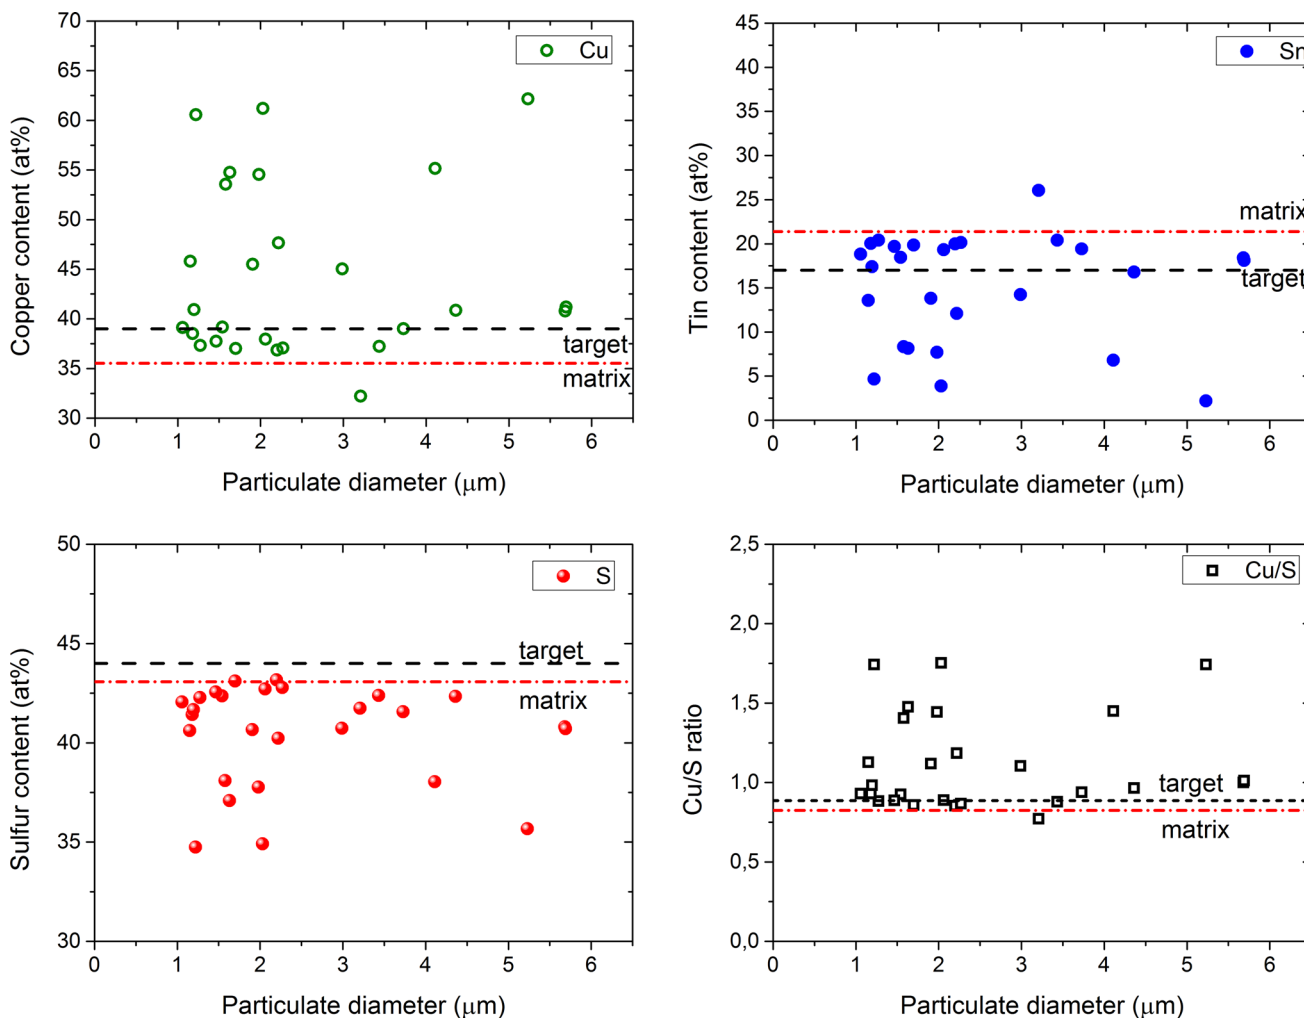 70
65
60
55
50
45
40
35
30
Copper content (at%)
Cu
target
matrix
0 1 2 3 4 5 6
Particulate diameter (μm)
45
40
35
30
25
20
15
10
5
0
Tin content (at%)
Sn
matrix
target
0 1 2 3 4 5 6
Particulate diameter (μm)
50
45
40
35
30
Sulfur content (at%)
S
target
matrix
0 1 2 3 4 5 6
Particulate diameter (μm)
2,5
2,0
1,5
1,0
0,5
0,0
Cu/S ratio
Cu/S
target
matrix
0 1 2 3 4 5 6
Particulate diameter (μm)